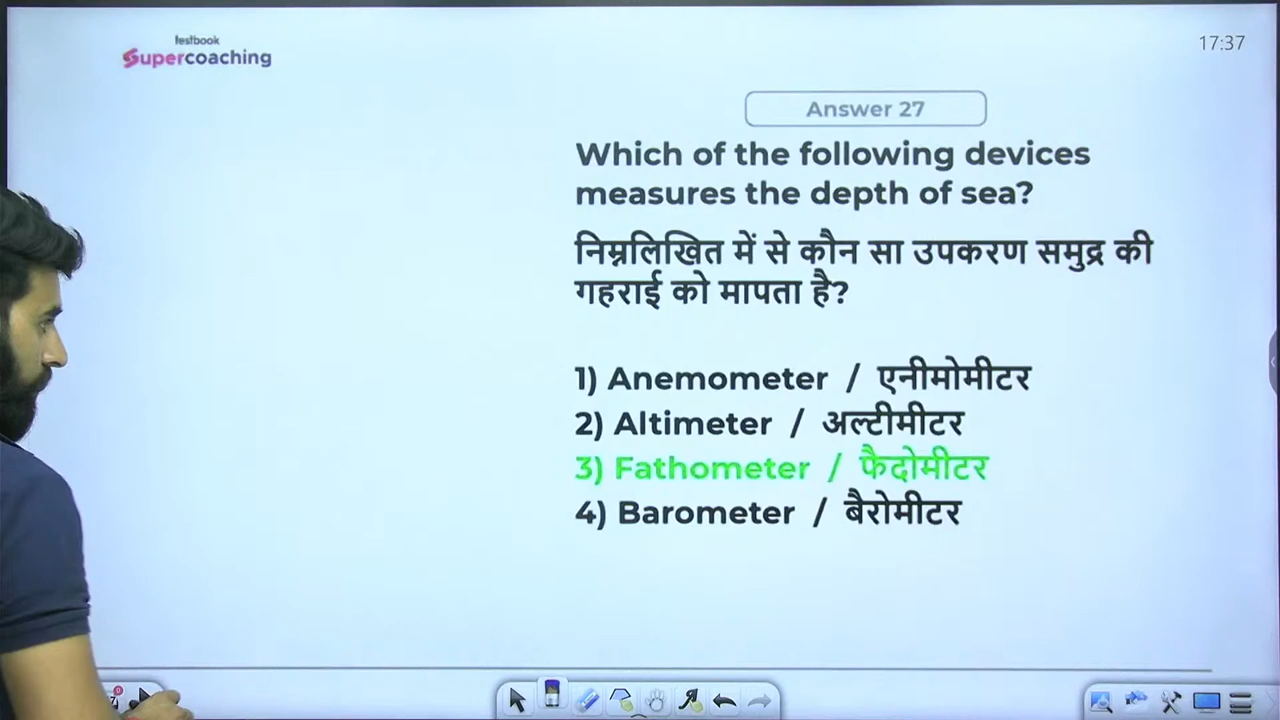 testbook
Supercoaching
17:37
Answer 27
Which of the following devices
measures the depth of sea?
निम्नलिखित में से कौन सा उपकरण समुद्र की
गहराई को मापता है?
1) Anemometer / एनीमोमीटर
2) Altimeter / अल्टीमीटर
3) Fathometer / फैदोमीटर
4) Barometer / बैरोमीटर